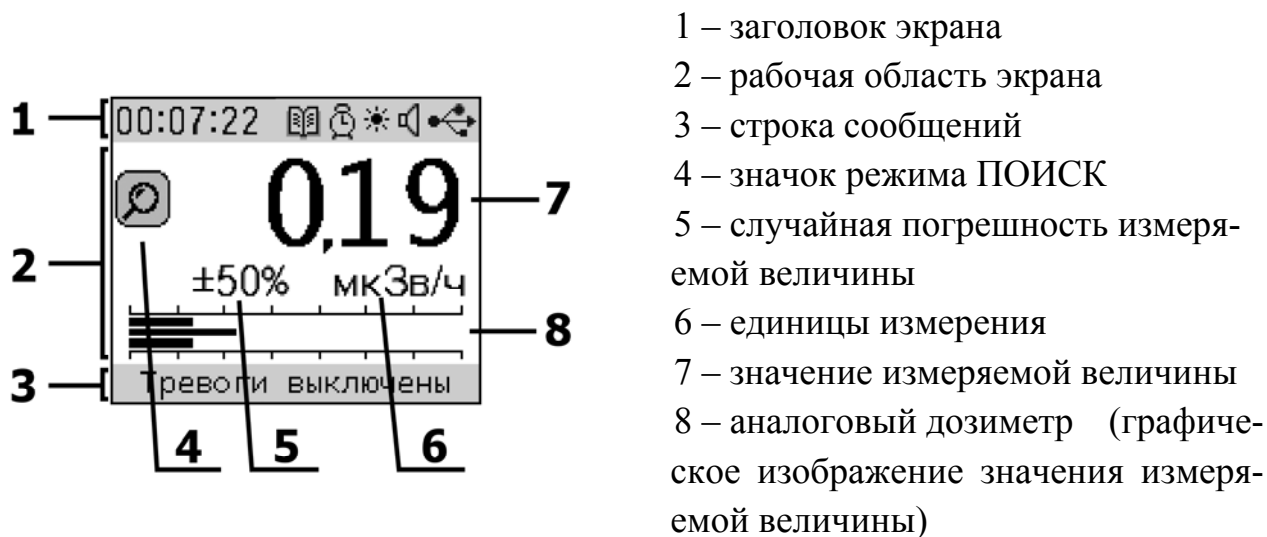 1 – заголовок экрана
2 – рабочая область экрана
3 – строка сообщений
4 – значок режима ПОИСК
5 – случайная погрешность измеря-
емой величины
6 – единицы измерения
7 – значение измеряемой величины
8 – аналоговый дозиметр (графиче-
ское изображение значения измеря-
емой величины)
1
00:07:22
2
0,19
7
±50% мкЗв/ч
8
3
Тревоги выключены
4 5 6